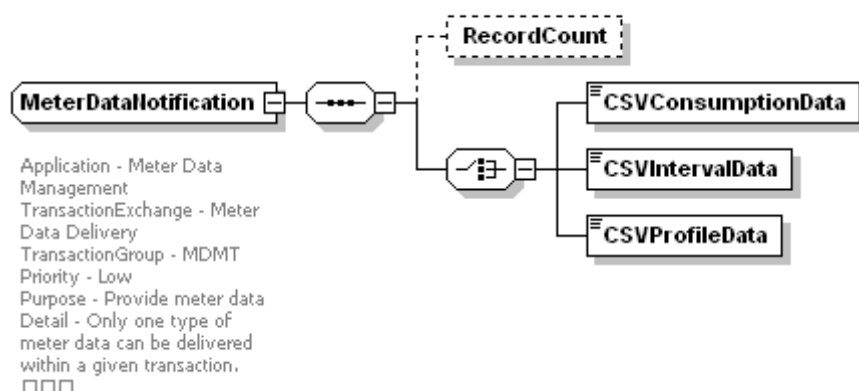 RecordCount
MeterDataNotification
CSVConsumptionData
CSVIntervalData
CSVProfileData
Application - Meter Data
Management
TransactionExchange - Meter
Data Delivery
TransactionGroup - MDMT
Priority - Low
Purpose - Provide meter data
Detail - Only one type of
meter data can be delivered
within a given transaction.